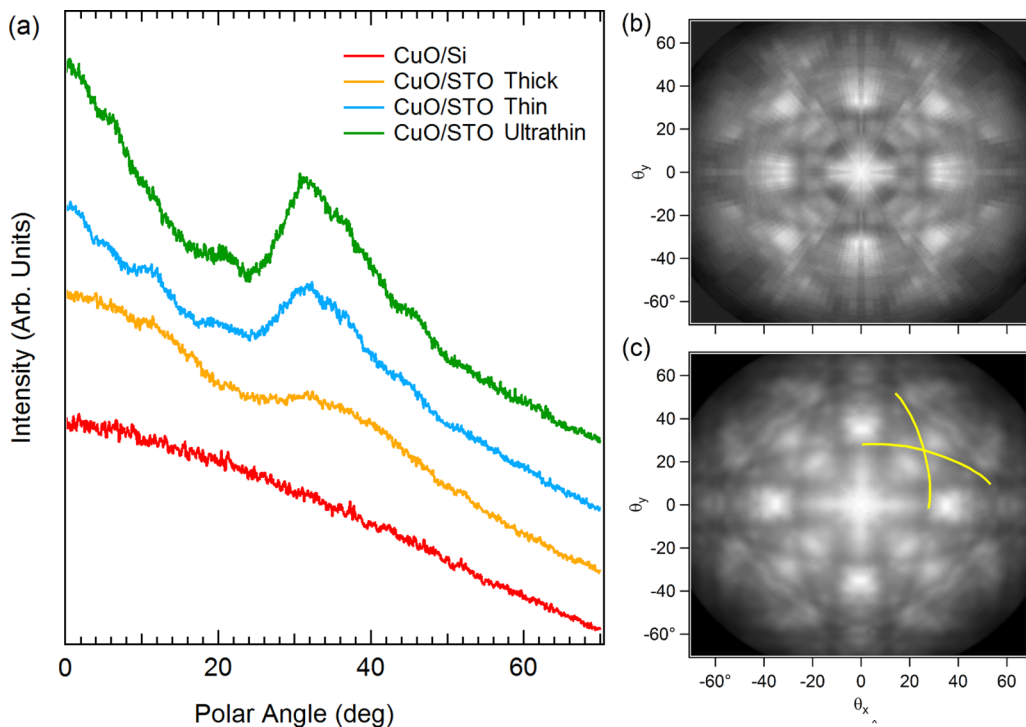 (a)
CuO/Si
CuO/STO Thick
CuO/STO Thin
CuO/STO Ultrathin
Intensity (Arb. Units)
0 20 40 60
Polar Angle (deg)
(b)
60
40
20
0
-20
-40
-60°
θy
(c)
60
40
20
0
-20
-40
-60°
θy
-60° -40 -20 0 20 40 60
θx
^